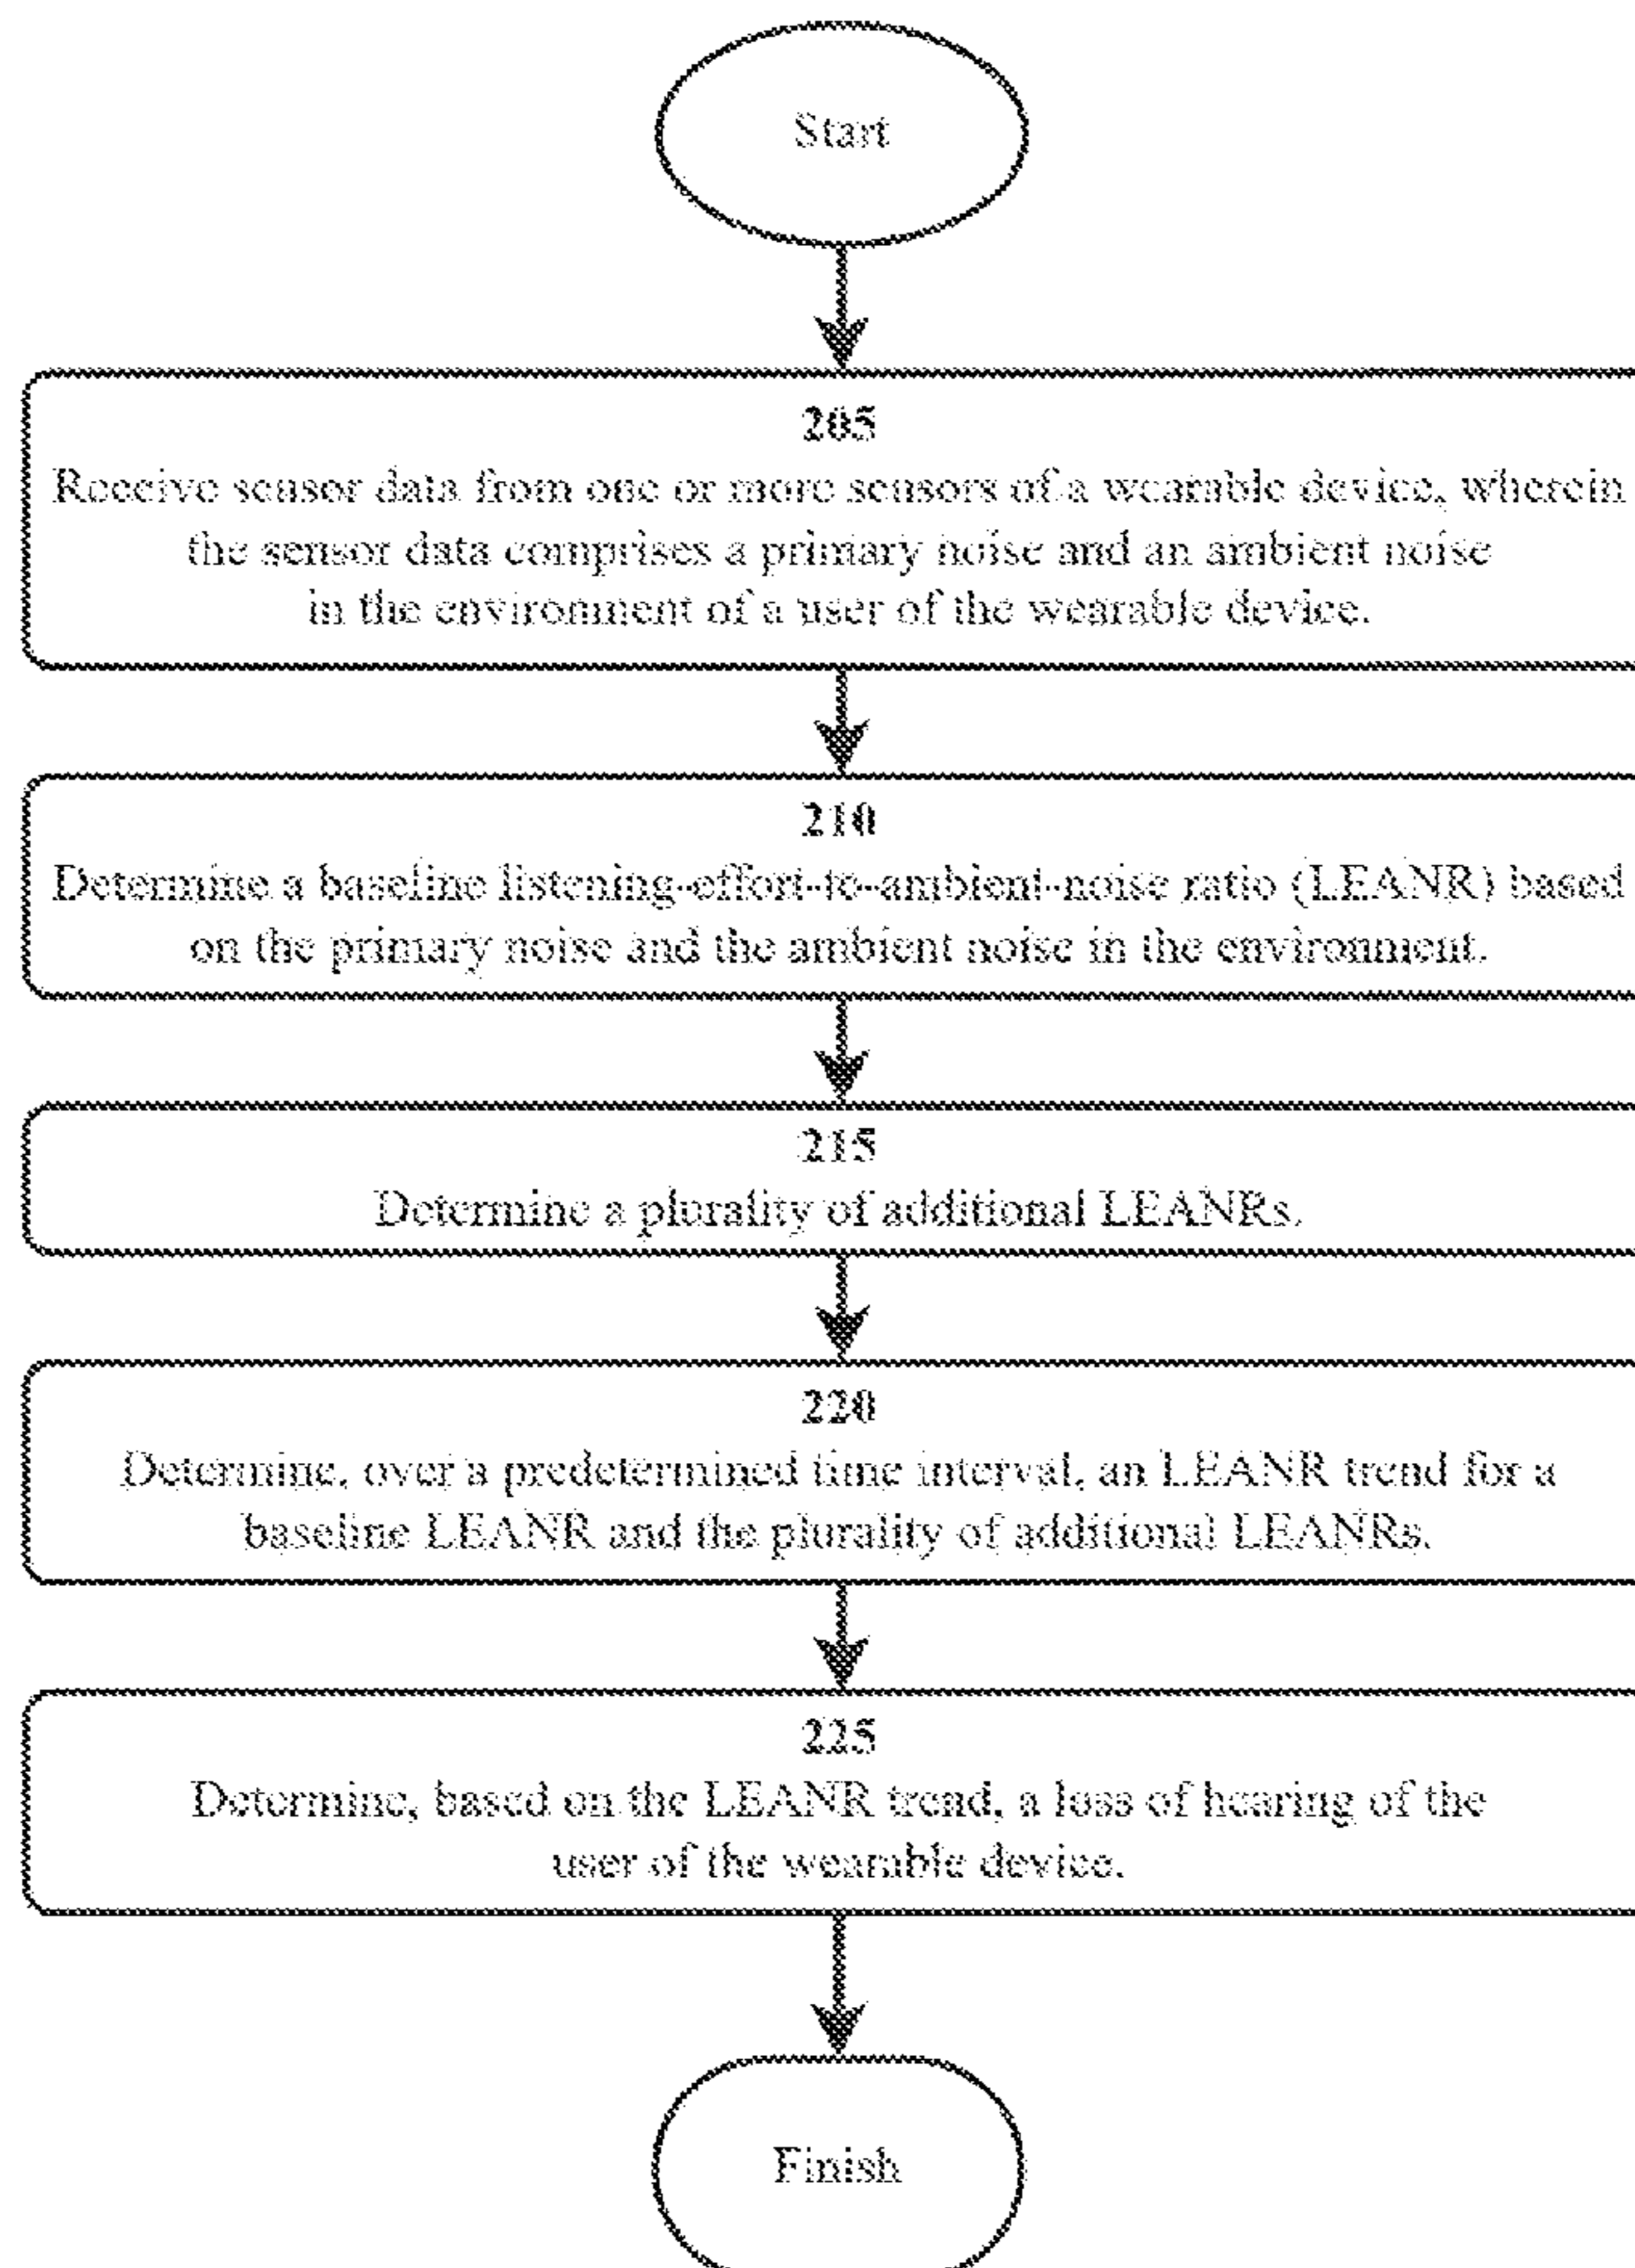 Start
205
Receive sensor data from one or more sensors of a wearable device, wherein
the sensor data comprises a primary noise and an ambient noise
in the environment of a user of the wearable device.
210
Determine a baseline listening-effort-to-ambient-noise ratio (LEANR) based
on the primary noise and the ambient noise in the environment.
215
Determine a plurality of additional LEANRs.
220
Determine, over a predetermined time interval, an LEANR trend for a
baseline LEANR and the plurality of additional LEANRs.
225
Determine, based on the LEANR trend, a loss of hearing of the
user of the wearable device.
Finish